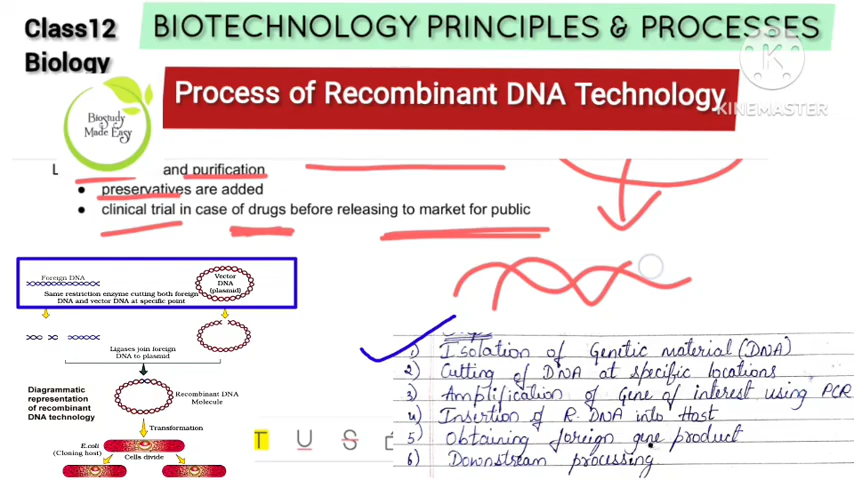 Class12
Biology
BIOTECHNOLOGY PRINCIPLES & PROCESSES
Process of Recombinant DNA Technology
KINEMASTER
Biostudy
Made Easy
and purification
preservatives are added
clinical trial in case of drugs before releasing to market for public
Foreign DNA
Vector
DNA
(plasmid)
Same restriction enzyme cutting both foreign
DNA and vector DNA at specific point
Ligases join foreign
DNA to plasmid
Diagrammatic
representation
of recombinant
DNA technology
Recombinant DNA
Molecule
Transformation
E.coli
(Cloning host)
Cells divide
T U S
1) Isolation of Genetic material (DNA)
2) Cutting of DNA at specific locations
3) Amplification of Gene of interest using PCR
4) Insertion of R.DNA into Host
5) Obtaining foreign gene product
6) Downstream processing